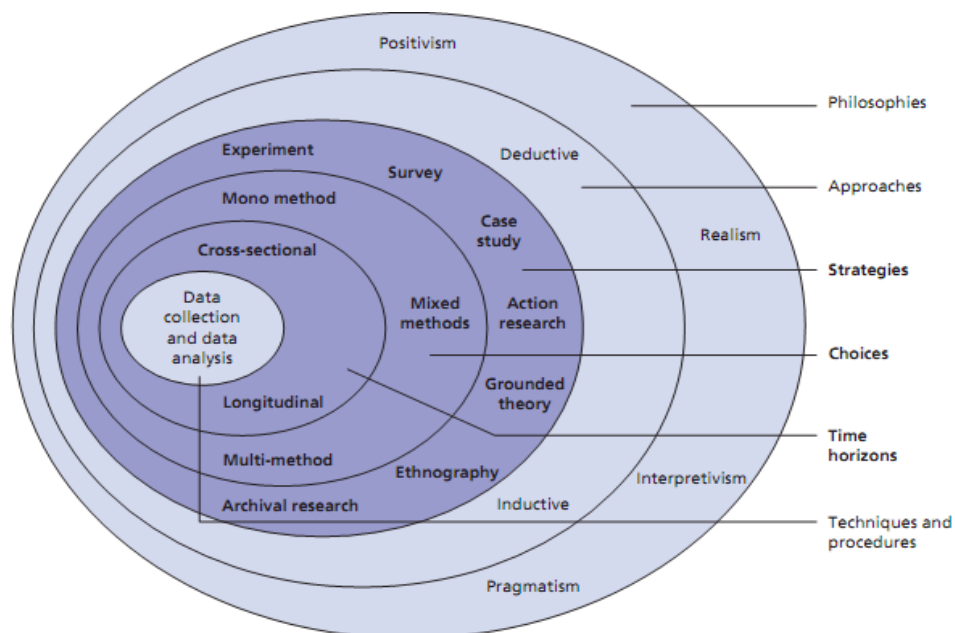 Positivism
Philosophies
Experiment
Deductive
Survey
Approaches
Mono method
Case
study
Realism
Cross-sectional
Strategies
Data
collection
and data
analysis
Mixed
methods
Action
research
Choices
Grounded
theory
Longitudinal
Time
horizons
Multi-method
Ethnography
Interpretivism
Archival research
Inductive
Techniques and
procedures
Pragmatism